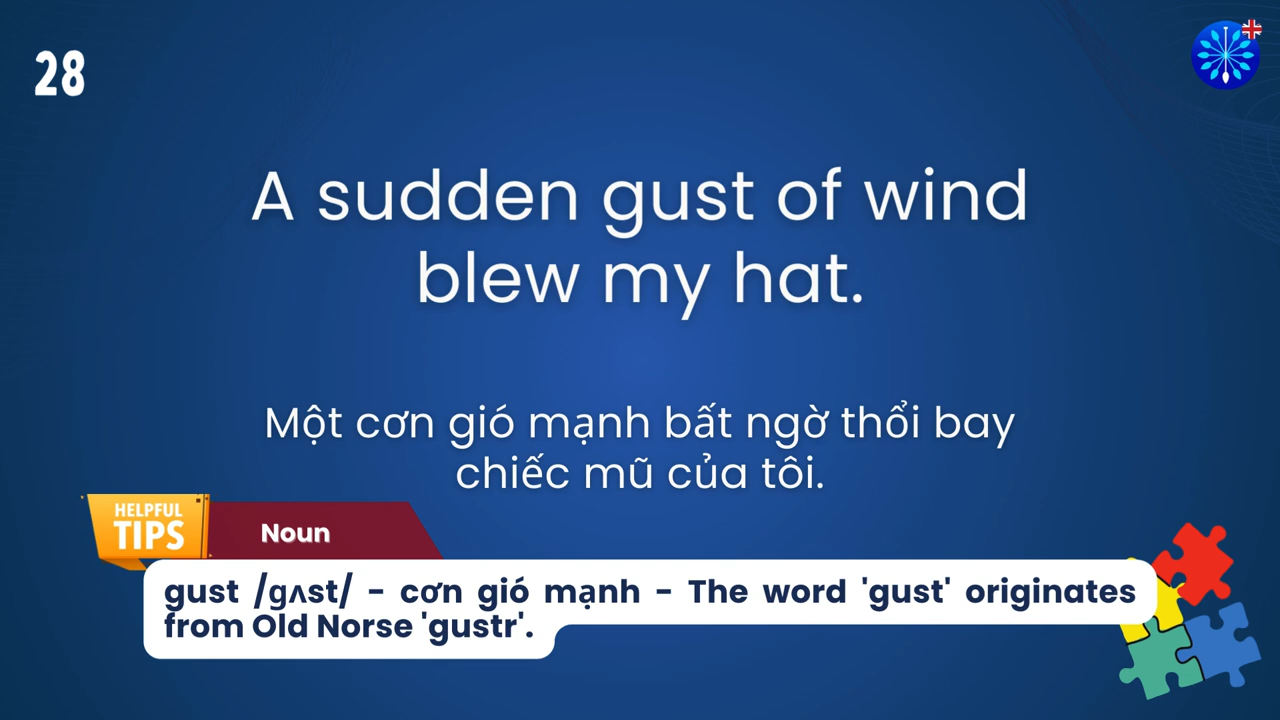 28
A sudden gust of wind
blew my hat.
Một cơn gió mạnh bất ngờ thổi bay
chiếc mũ của tôi.
HELPFUL
TIPS
Noun
gust /gʌst/ - cơn gió mạnh - The word 'gust' originates
from Old Norse 'gustr'.